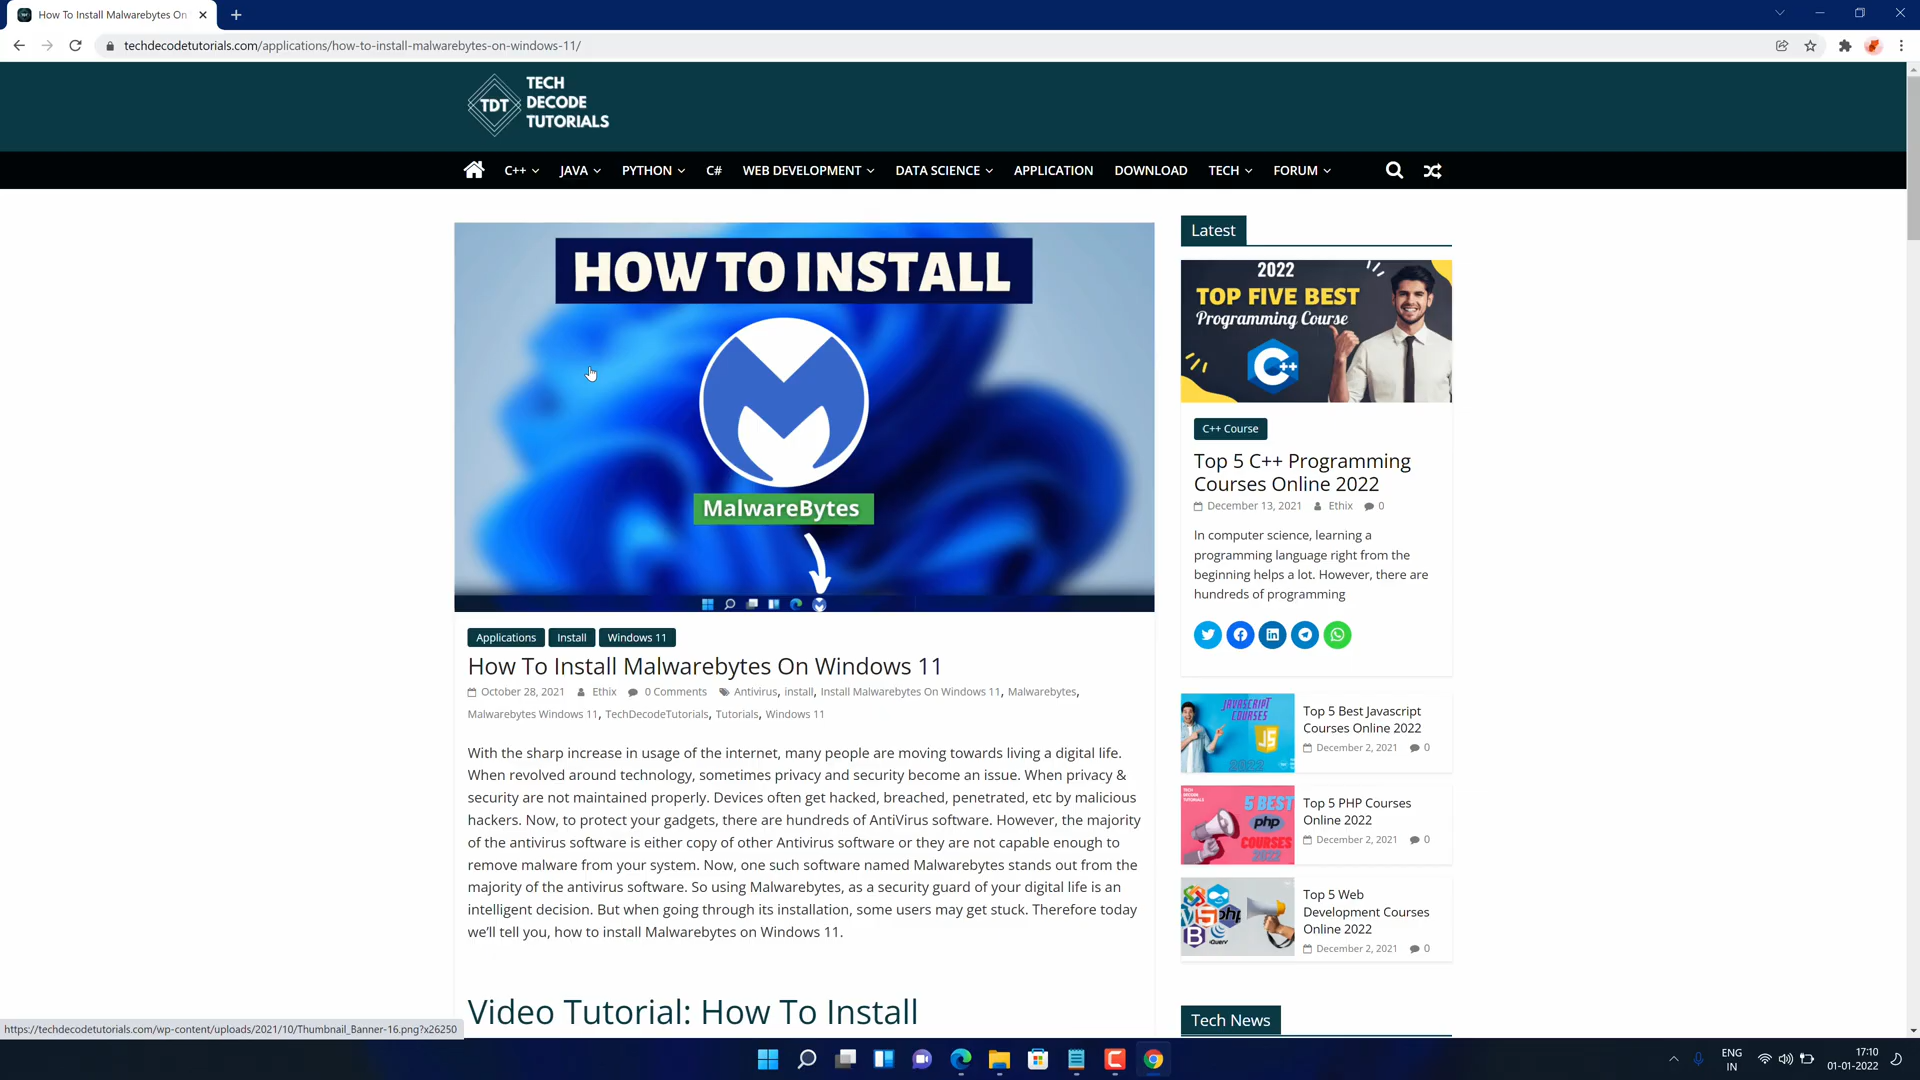 How To Install Malwarebytes On
techdecodetutorials.com/applications/how-to-install-malwarebytes-on-windows-11/
TDT
TECH
DECODE
TUTORIALS
C++ JAVA PYTHON C# WEB DEVELOPMENT DATA SCIENCE APPLICATION DOWNLOAD TECH FORUM
HOW TO INSTALL
MalwareBytes
Applications Install Windows 11
How To Install Malwarebytes On Windows 11
October 28, 2021 Ethix 0 Comments Antivirus, install, Install Malwarebytes On Windows 11, Malwarebytes,
Malwarebytes Windows 11, TechDecodeTutorials, Tutorials, Windows 11
With the sharp increase in usage of the internet, many people are moving towards living a digital life.
When revolved around technology, sometimes privacy and security become an issue. When privacy &
security are not maintained properly. Devices often get hacked, breached, penetrated, etc by malicious
hackers. Now, to protect your gadgets, there are hundreds of AntiVirus software. However, the majority
of the antivirus software is either copy of other Antivirus software or they are not capable enough to
remove malware from your system. Now, one such software named Malwarebytes stands out from the
majority of the antivirus software. So using Malwarebytes, as a security guard of your digital life is an
intelligent decision. But when going through its installation, some users may get stuck. Therefore today
we'll tell you, how to install Malwarebytes on Windows 11.
Video Tutorial: How To Install
Latest
2022
TOP FIVE BEST
Programming Course
C++
C++ Course
Top 5 C++ Programming
Courses Online 2022
December 13, 2021 Ethix 0
In computer science, learning a
programming language right from the
beginning helps a lot. However, there are
hundreds of programming
JAVASCRIPT
COURSES
JS
2022
Top 5 Best Javascript
Courses Online 2022
December 2, 2021 0
5 BEST
php
COURSES
2022
Top 5 PHP Courses
Online 2022
December 2, 2021 0
php
jQuery
Top 5 Web
Development Courses
Online 2022
December 2, 2021 0
Tech News
https://techdecodetutorials.com/wp-content/uploads/2021/10/Thumbnail_Banner-16.png?x26250
ENG
IN
17:10
01-01-2022